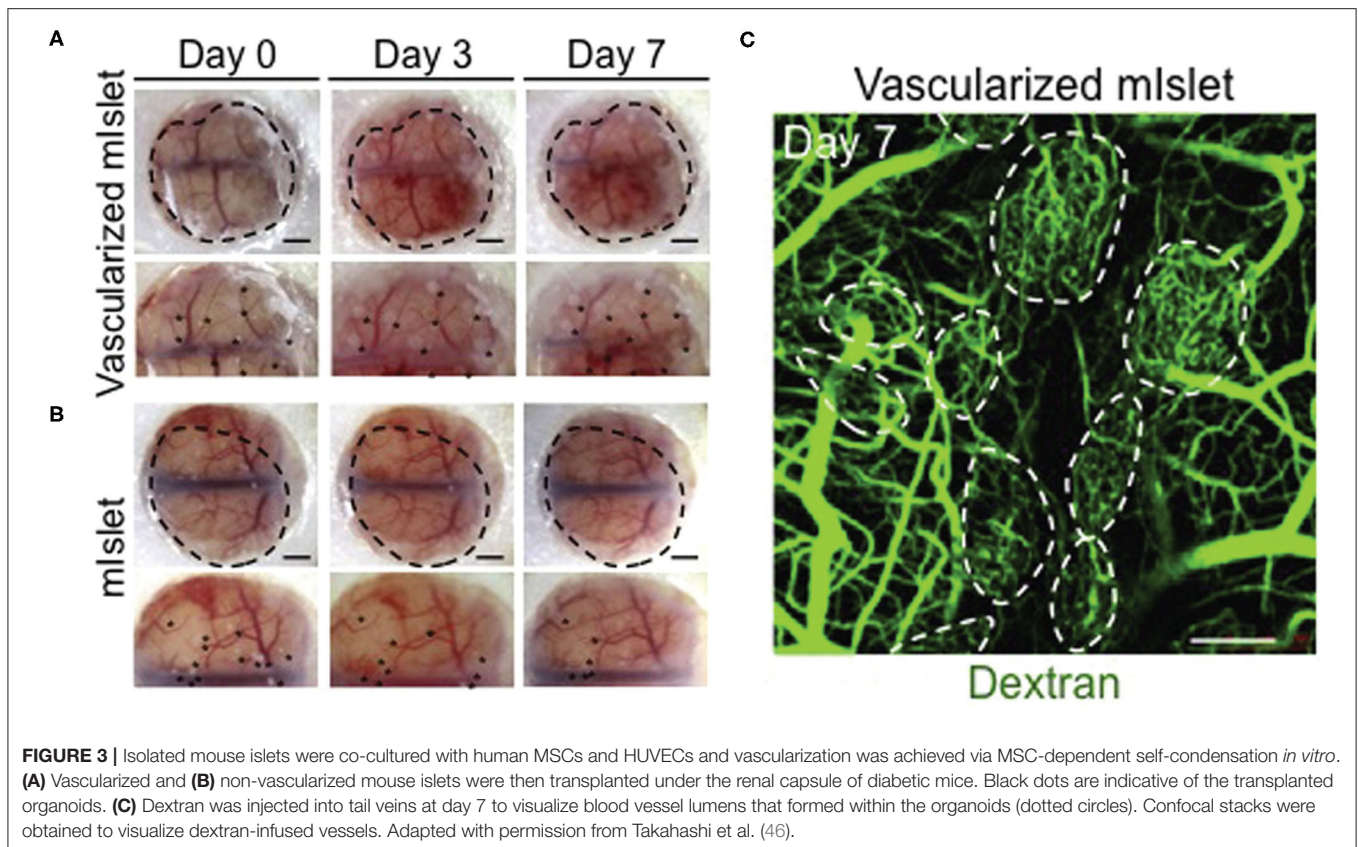 A
Day 0
Day 3
Day 7
Vascularized mIslet
B
mIslet
C
Vascularized mIslet
Day 7
Dextran
FIGURE 3 | Isolated mouse islets were co-cultured with human MSCs and HUVECs and vascularization was achieved via MSC-dependent self-condensation in vitro.
(A) Vascularized and (B) non-vascularized mouse islets were then transplanted under the renal capsule of diabetic mice. Black dots are indicative of the transplanted
organoids. (C) Dextran was injected into tail veins at day 7 to visualize blood vessel lumens that formed within the organoids (dotted circles). Confocal stacks were
obtained to visualize dextran-infused vessels. Adapted with permission from Takahashi et al. (46).